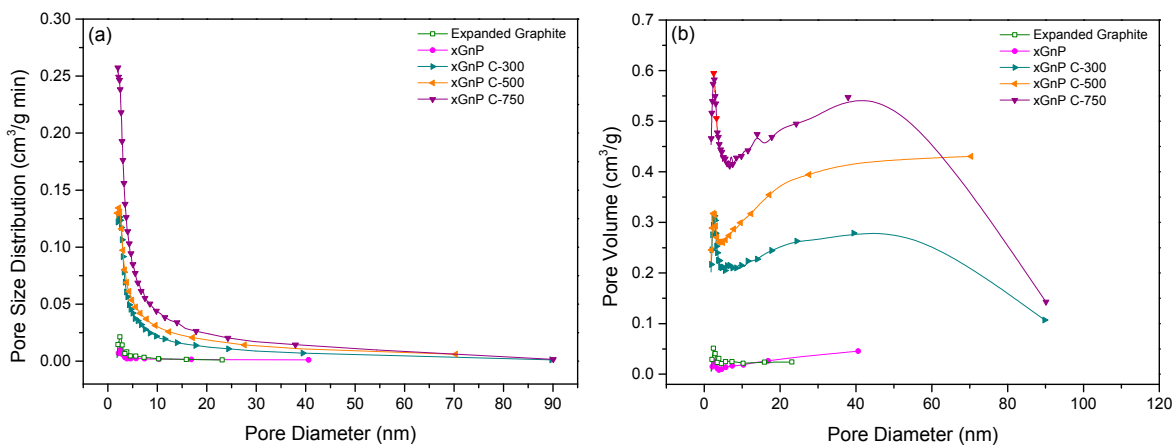 (a)
Expanded Graphite
xGnP
xGnP C-300
xGnP C-500
xGnP C-750
0.30
0.25
0.20
0.15
0.10
0.05
0.00
Pore Size Distribution (cm³/g min)
0 10 20 30 40 50 60 70 80 90
Pore Diameter (nm)
(b)
Expanded Graphite
xGnP
xGnP C-300
xGnP C-500
xGnP C-750
0.7
0.6
0.5
0.4
0.3
0.2
0.1
0.0
Pore Volume (cm³/g)
0 20 40 60 80 100 120
Pore Diameter (nm)